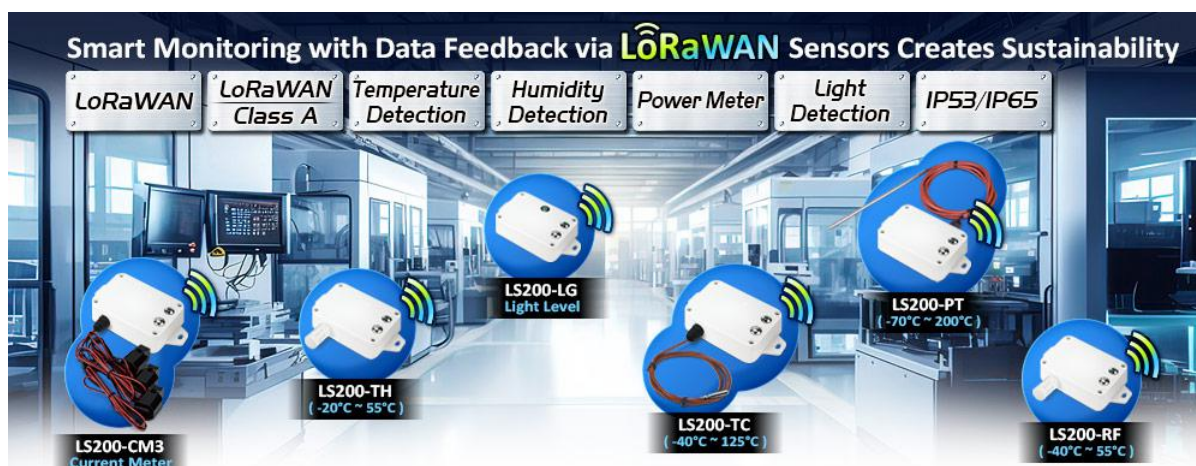 Smart Monitoring with Data Feedback via LoRaWAN Sensors Creates Sustainability
LoRaWAN
LoRaWAN
Class A
Temperature
Detection
Humidity
Detection
Power Meter
Light
Detection
IP53/IP65
LS200-LG
Light Level
LS200-PT
( -70°C ~ 200°C )
LS200-TH
( -20°C ~ 55°C )
LS200-TC
( -40°C ~ 125°C )
LS200-RF
( -40°C ~ 55°C )
LS200-CM3
Current Meter